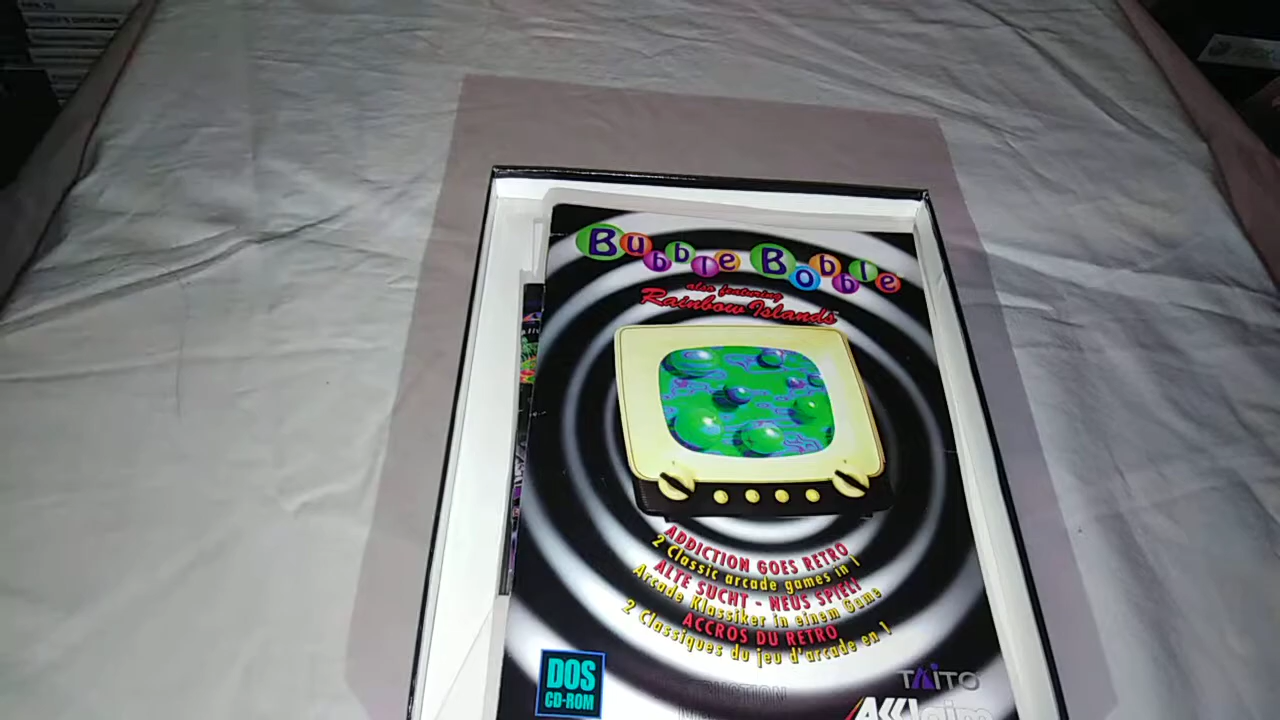 Bubble Bobble
also featuring
Rainbow Islands
ADDICTION GOES RETRO
2 Classic arcade games in 1
ALTE SUCHT - NEUS SPIEL!
Arcade Klassiker in einem Game
ACCROS DU RETRO
2 Classiques du jeu d'arcade en 1
DOS
CD-ROM
TAITO
INSTRUCTION
AKKlaim